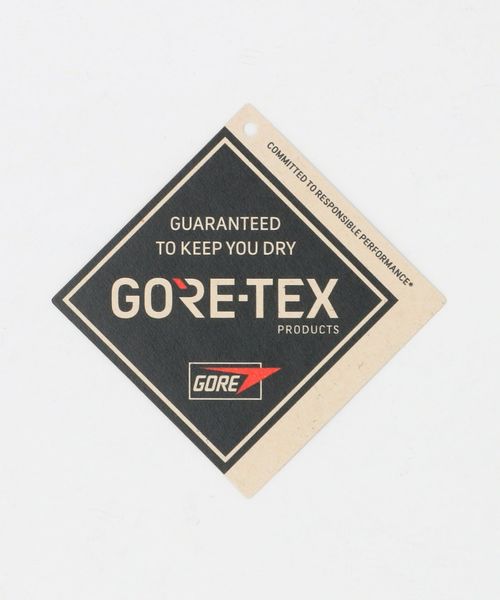 COMMITTED TO RESPONSIBLE PERFORMANCE*
GUARANTEED
TO KEEP YOU DRY
GORE-TEX
PRODUCTS
GORE